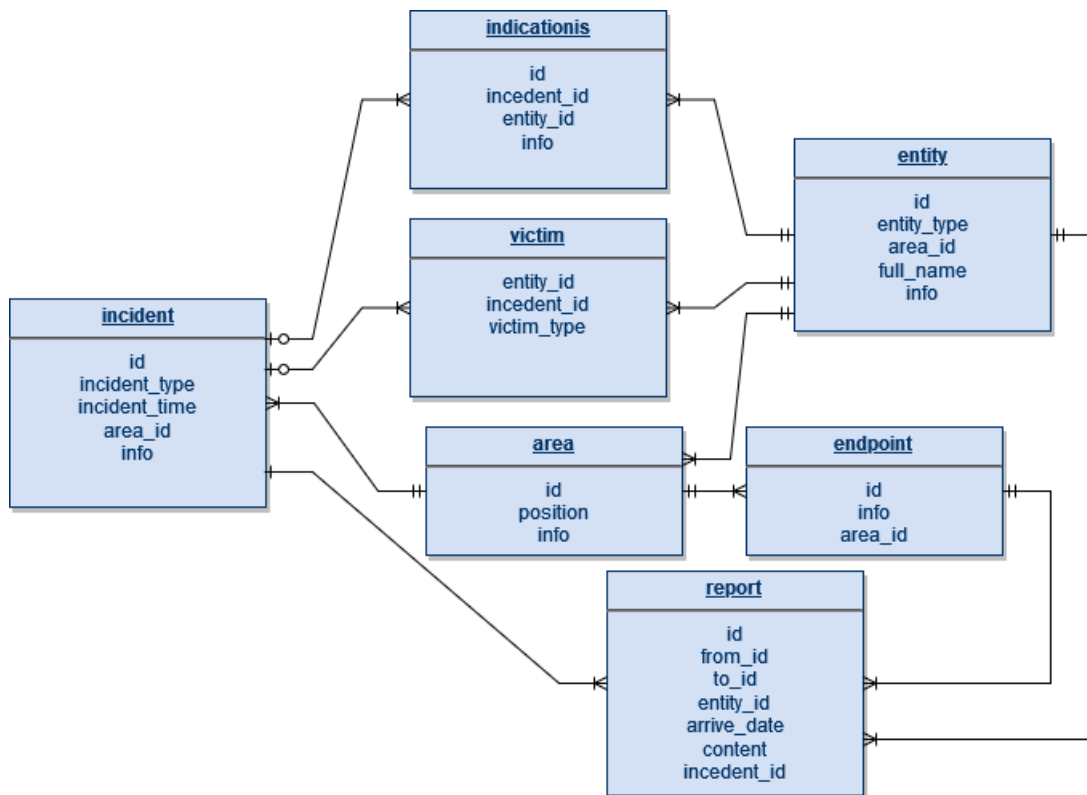 indicationis
id
incedent_id
entity_id
info
entity
id
entity_type
area_id
full_name
info
victim
entity_id
incedent_id
victim_type
incident
id
incident_type
incident_time
area_id
info
area
id
position
info
endpoint
id
info
area_id
report
id
from_id
to_id
entity_id
arrive_date
content
incedent_id